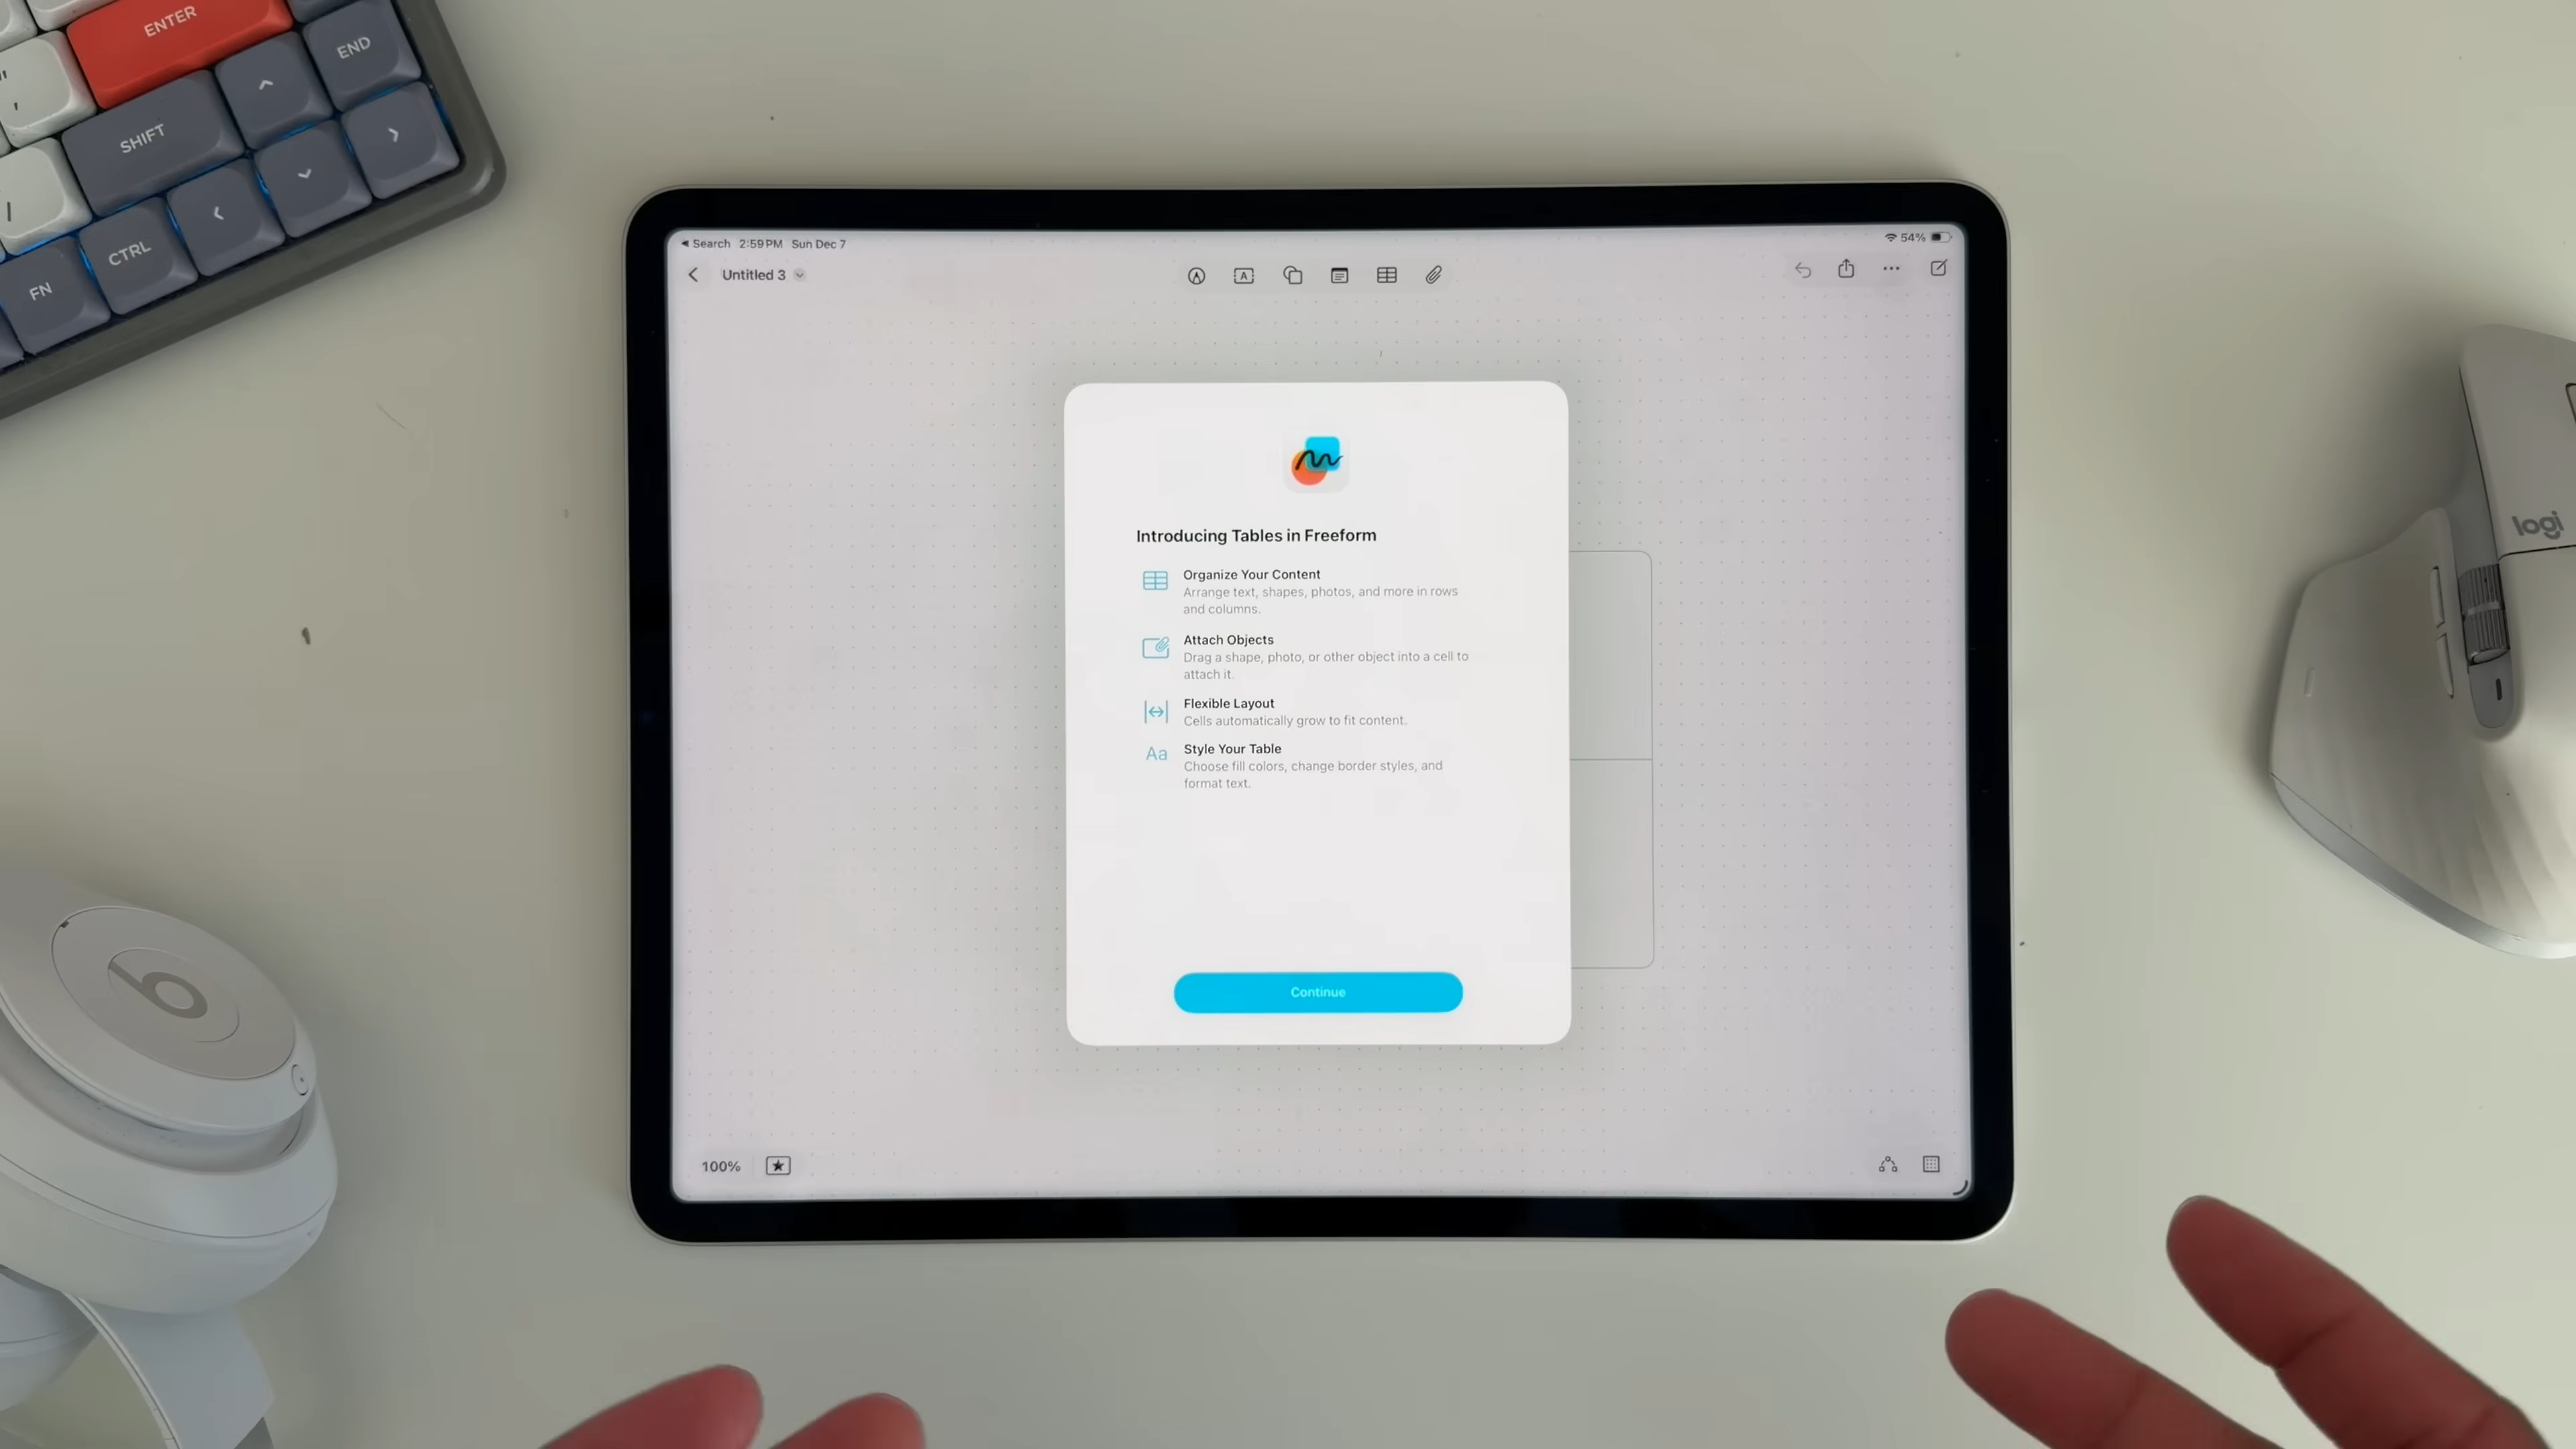 ENTER
END
SHIFT
CTRL
FN
Search 2:59 PM Sun Dec 7
54%
Untitled 3
Introducing Tables in Freeform
Organize Your Content
Arrange text, shapes, photos, and more in rows
and columns.
Attach Objects
Drag a shape, photo, or other object into a cell to
attach it.
Flexible Layout
Cells automatically grow to fit content.
Aa
Style Your Table
Choose fill colors, change border styles, and
format text.
Continue
100%
logi
b